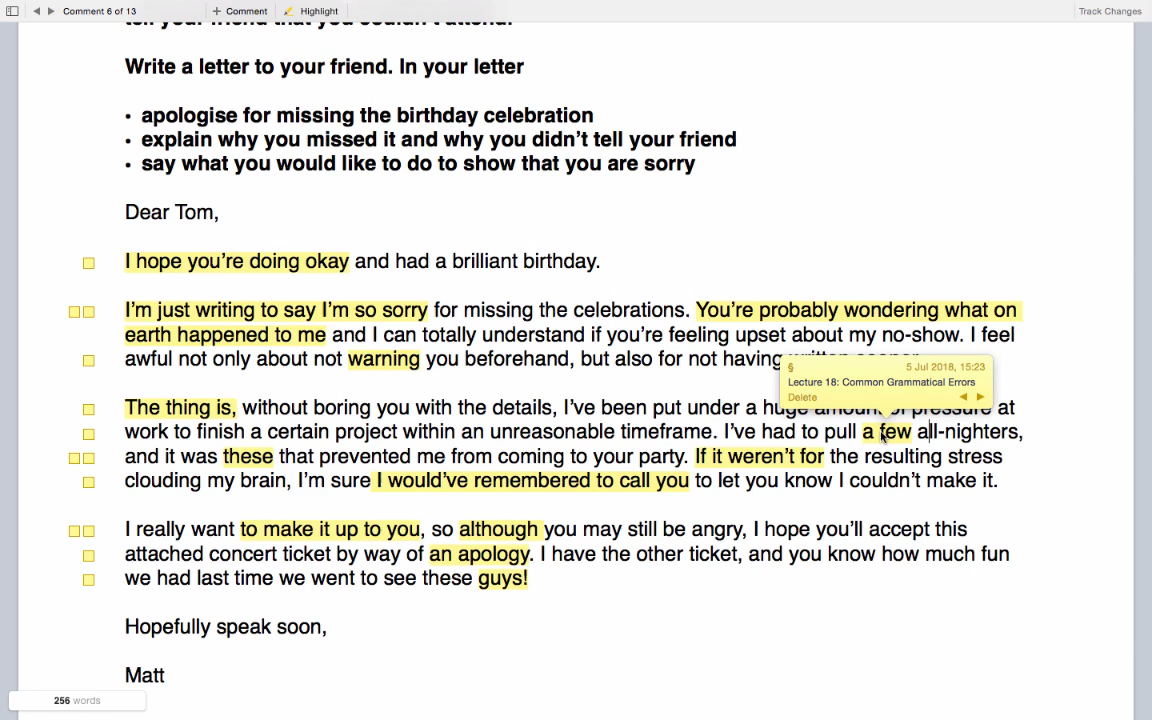 Comment 6 of 13
Comment
Highlight
Track Changes
Write a letter to your friend. In your letter
• apologise for missing the birthday celebration
• explain why you missed it and why you didn't tell your friend
• say what you would like to do to show that you are sorry
Dear Tom,
I hope you're doing okay and had a brilliant birthday.
I'm just writing to say I'm so sorry for missing the celebrations. You're probably wondering what on
earth happened to me and I can totally understand if you're feeling upset about my no-show. I feel
awful not only about not warning you beforehand, but also for not having
§ 5 Jul 2018, 15:23
Lecture 18: Common Grammatical Errors
Delete
The thing is, without boring you with the details, I've been put under a huge amount of pressure at
work to finish a certain project within an unreasonable timeframe. I've had to pull a few all-nighters,
and it was these that prevented me from coming to your party. If it weren't for the resulting stress
clouding my brain, I'm sure I would've remembered to call you to let you know I couldn't make it.
I really want to make it up to you, so although you may still be angry, I hope you'll accept this
attached concert ticket by way of an apology. I have the other ticket, and you know how much fun
we had last time we went to see these guys!
Hopefully speak soon,
Matt
256 words